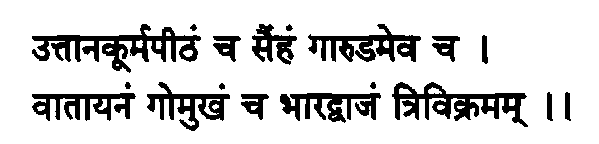 उत्तानकूर्मपीठं च सैंहं गारुडमेव च ।
वातायनं गोमुखं च भारद्वाजं त्रिविक्रमम् ।।